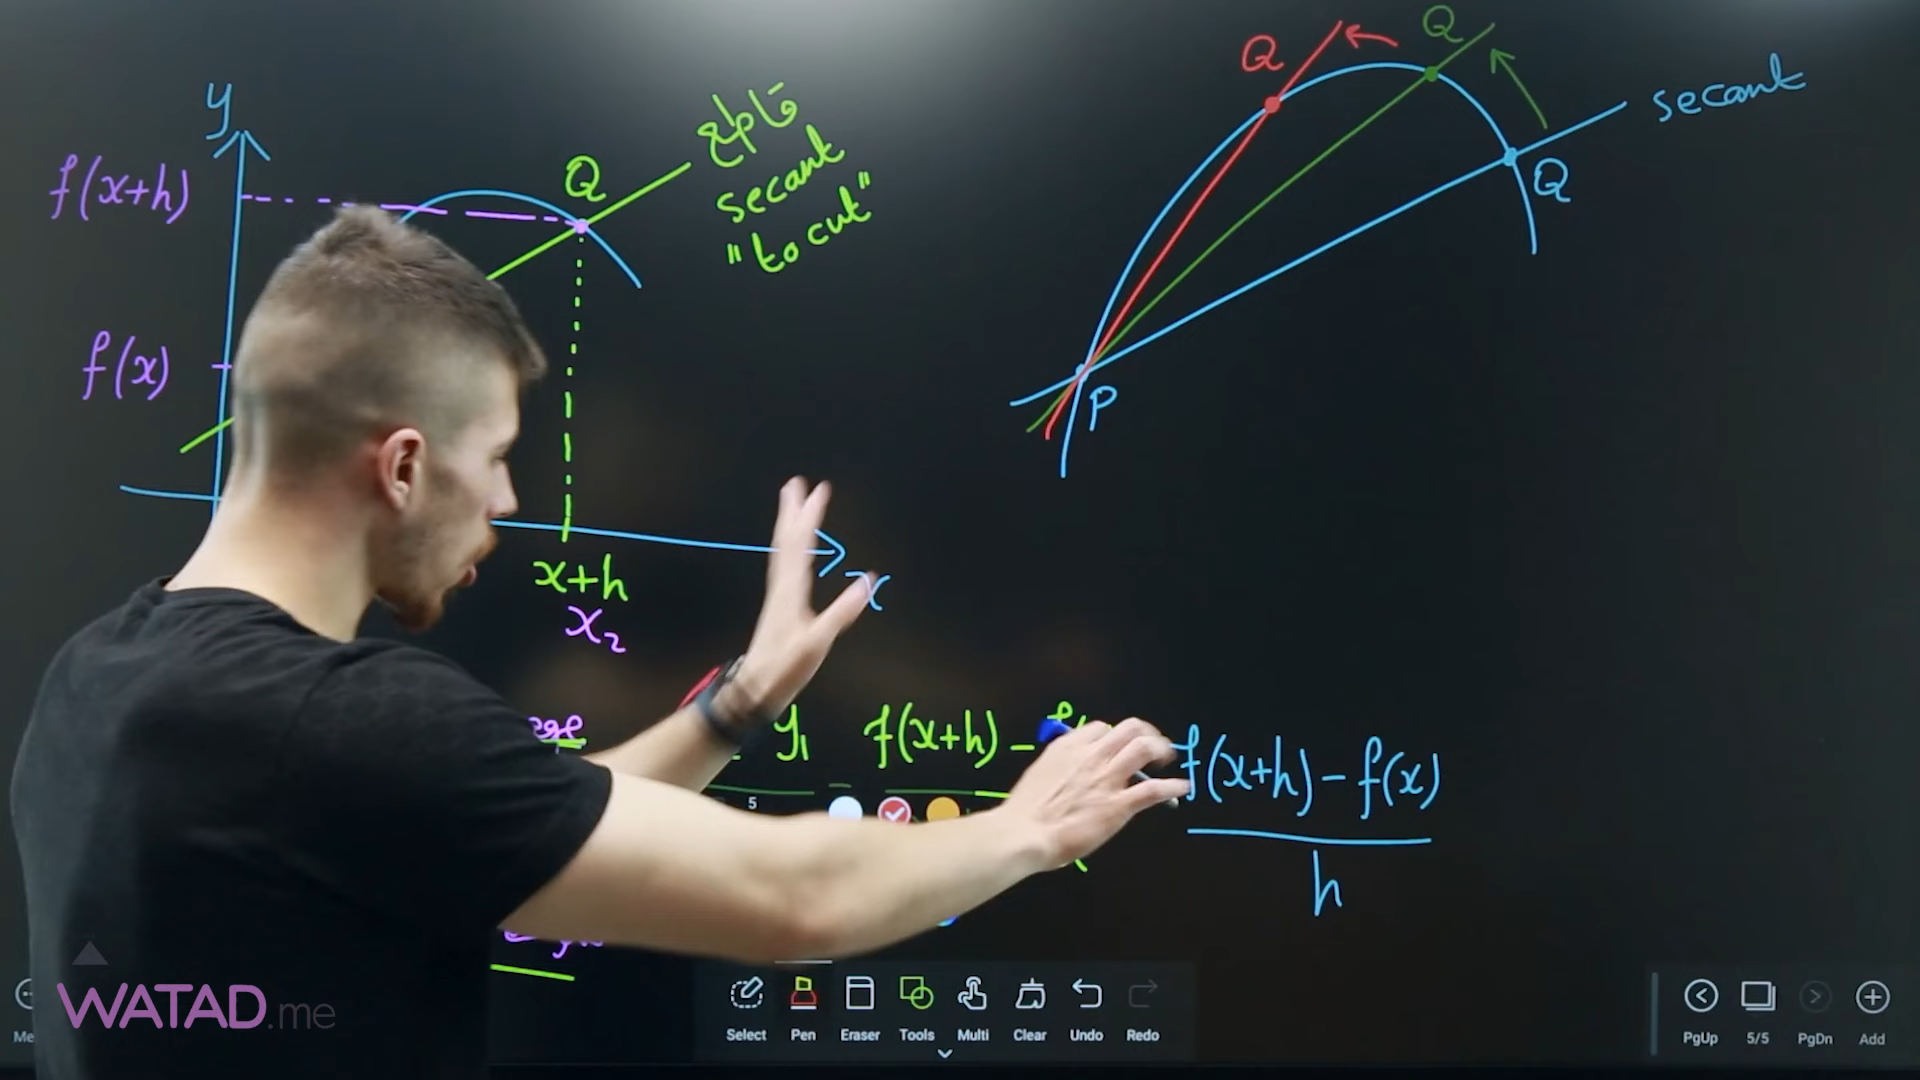 y
f(x+h)
f(x)
Q
قاطع
secant
"to cut"
x+h
x₂
x
Q
Q
secant
Q
P
y₁
f(x+h) –
f(x+h) – f(x)
h
5
Select
Pen
Eraser
Tools
Multi
Clear
Undo
Redo
PgUp
5/5
PgDn
Add
WATAD.me